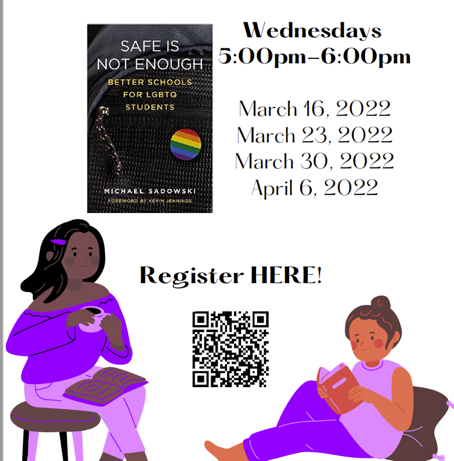 SAFE IS
NOT ENOUGH
BETTER SCHOOLS
FOR LGBTQ
STUDENTS
MICHAEL SADOWSKI
FOREWORD BY KEVIN JENNINGS
Wednesdays
5:00pm-6:00pm
March 16, 2022
March 23, 2022
March 30, 2022
April 6, 2022
Register HERE!